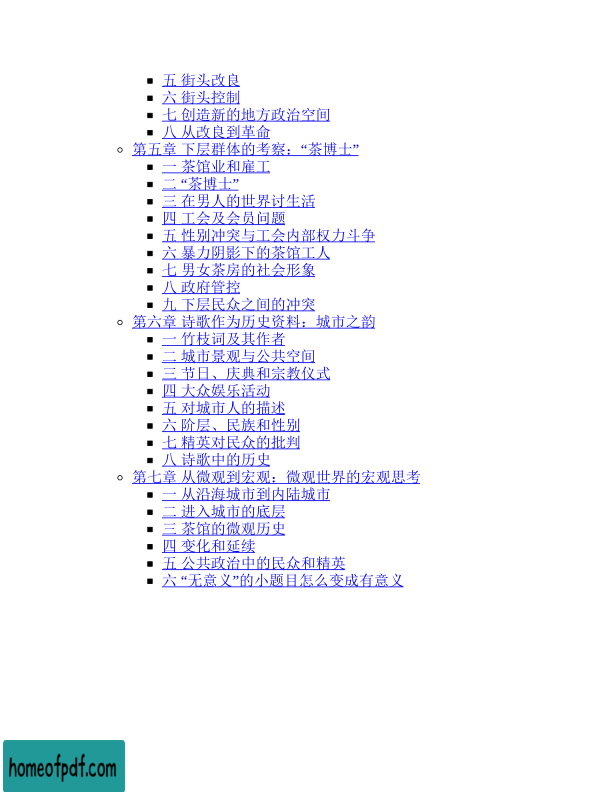 五 街头改良
六 街头控制
七 创造新的地方政治空间
八 从改良到革命
第五章 下层群体的考察：“茶博士”
一 茶馆业和雇工
二 “茶博士”
三 在男人的世界讨生活
四 工会及会员问题
五 性别冲突与工会内部权力斗争
六 暴力阴影下的茶馆工人
七 男女茶房的社会形象
八 政府管控
九 下层民众之间的冲突
第六章 诗歌作为历史资料：城市之韵
一 竹枝词及其作者
二 城市景观与公共空间
三 节日、庆典和宗教仪式
四 大众娱乐活动
五 对城市人的描述
六 阶层、民族和性别
七 精英对民众的批判
八 诗歌中的历史
第七章 从微观到宏观：微观世界的宏观思考
一 从沿海城市到内陆城市
二 进入城市的底层
三 茶馆的微观历史
四 变化和延续
五 公共政治中的民众和精英
六 “无意义”的小题目怎么变成有意义
homeofpdf.com